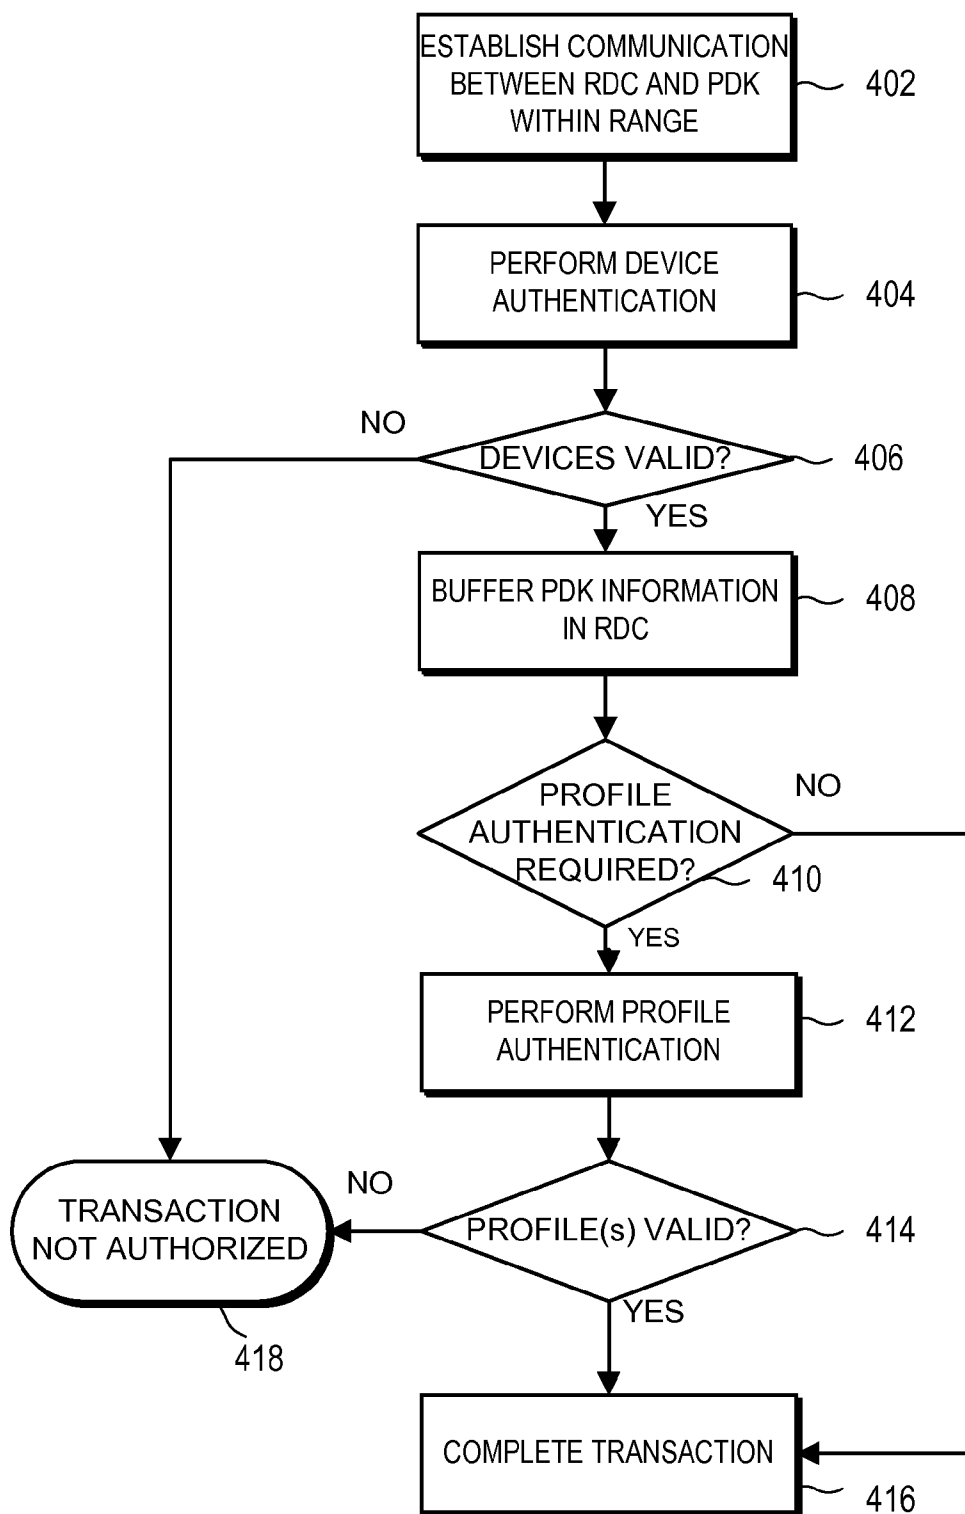 ESTABLISH COMMUNICATION
BETWEEN RDC AND PDK
WITHIN RANGE
402
PERFORM DEVICE
AUTHENTICATION
404
NO
DEVICES VALID?
406
YES
BUFFER PDK INFORMATION
IN RDC
408
PROFILE
AUTHENTICATION
REQUIRED?
NO
410
YES
PERFORM PROFILE
AUTHENTICATION
412
TRANSACTION
NOT AUTHORIZED
418
NO
PROFILE(s) VALID?
414
YES
COMPLETE TRANSACTION
416